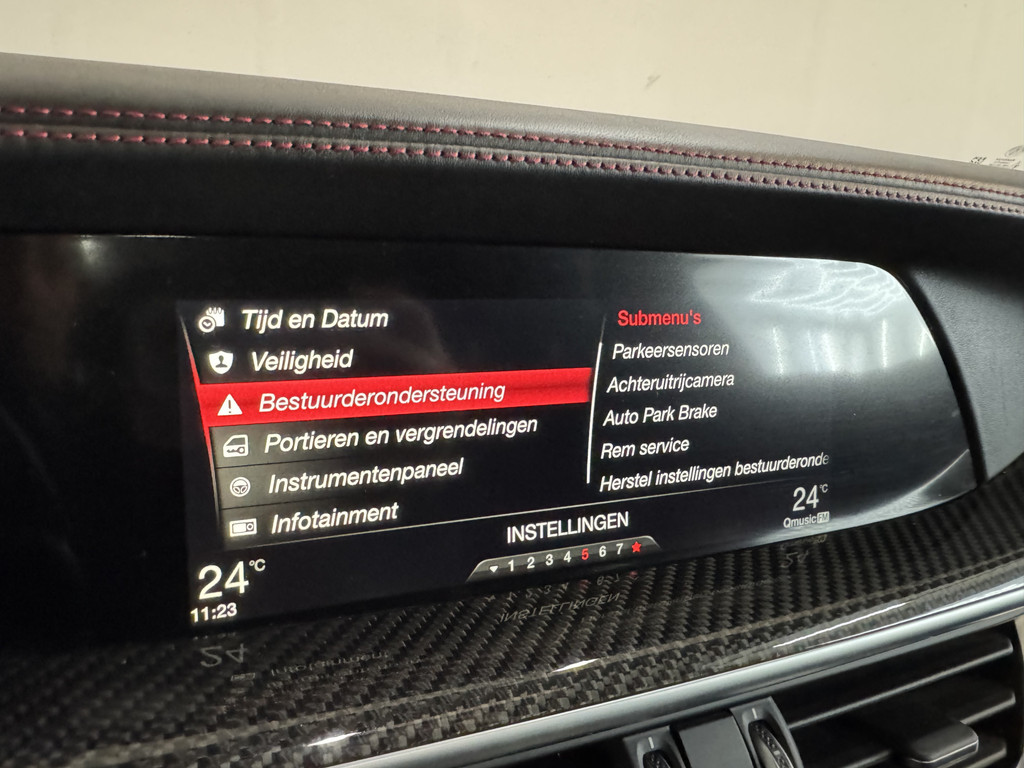 Tijd en Datum
Veiligheid
Bestuurderondersteuning
Portieren en vergrendelingen
Instrumentenpaneel
Infotainment
Submenu's
Parkeersensoren
Achteruitrijcamera
Auto Park Brake
Rem service
Herstel instellingen bestuurderonde
24°C
QmusicFM
INSTELLINGEN
1 2 3 4 5 6 7
24°C
11:23